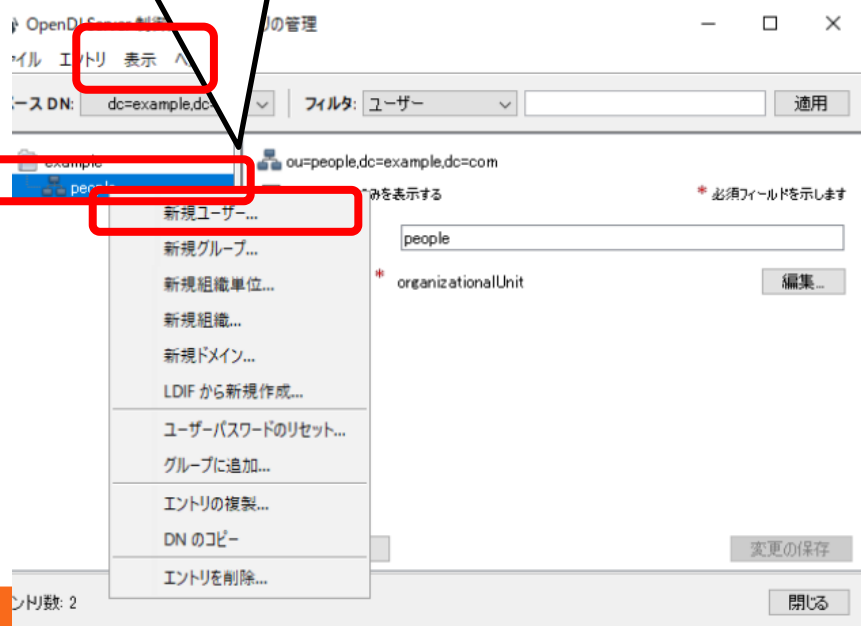 OpenDJ Server の管理
エントリ 表示
DN: dc=example,dc= フィルタ: ユーザー 適用
example
ou=people,dc=example,dc=com
people
みを表示する * 必須フィールドを示します
新規ユーザー...
people
新規グループ...
* organizationalUnit 編集...
新規組織単位...
新規組織...
新規ドメイン...
LDIF から新規作成...
ユーザーパスワードのリセット...
グループに追加...
エントリの複製...
DN のコピー
変更の保存
エントリを削除...
ントリ数: 2 閉じる